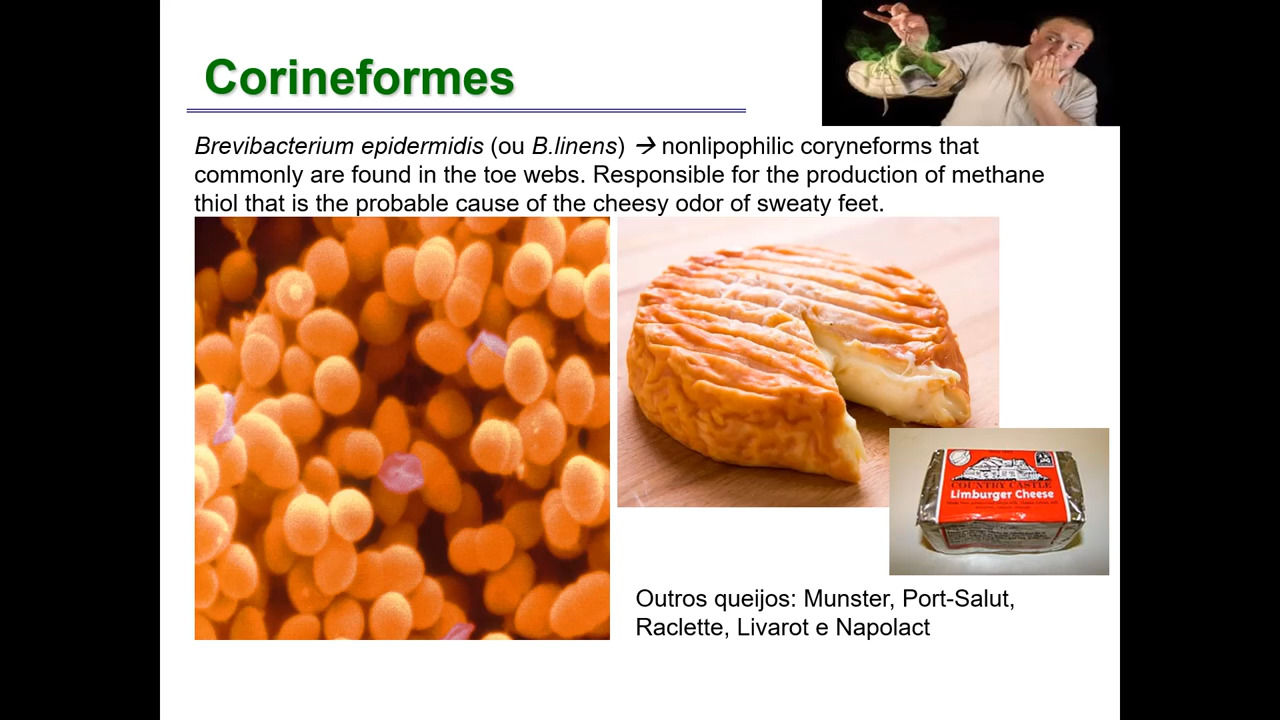 Corineformes
Brevibacterium epidermidis (ou B.linens) → nonlipophilic coryneforms that
commonly are found in the toe webs. Responsible for the production of methane
thiol that is the probable cause of the cheesy odor of sweaty feet.
COUNTRY CASTLE
Limburger Cheese
Outros queijos: Munster, Port-Salut,
Raclette, Livarot e Napolact